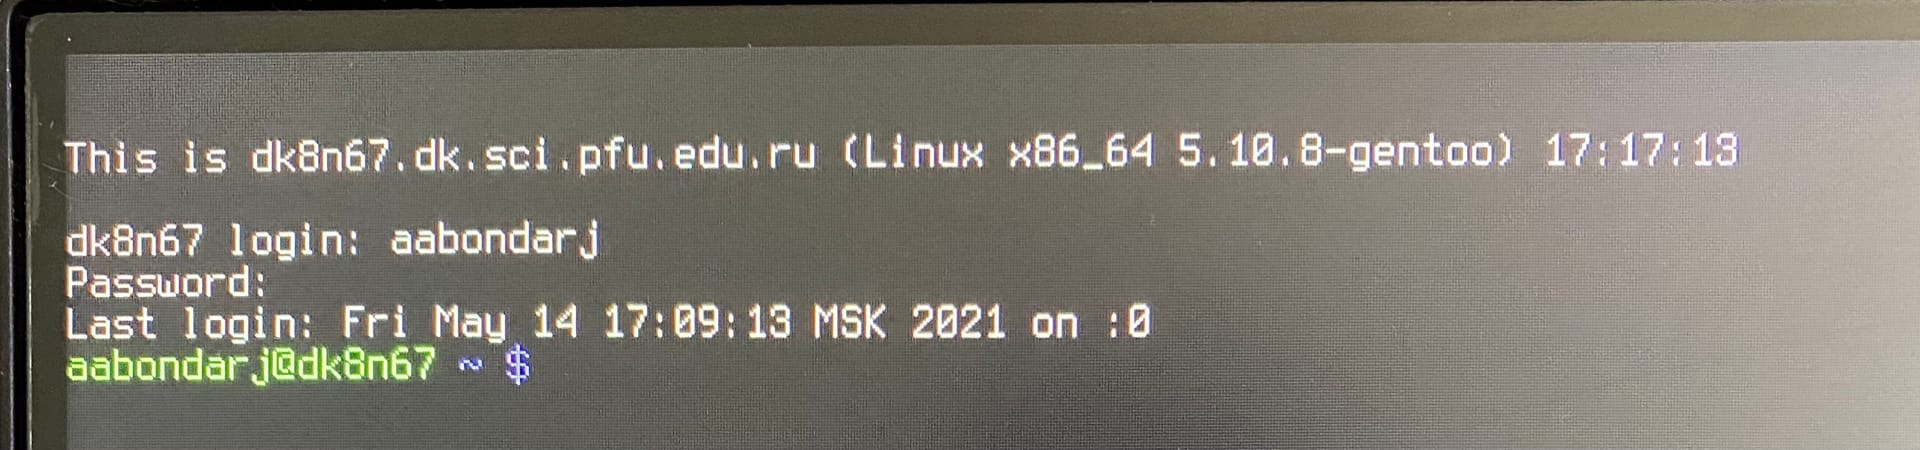 This is dk8n67.dk.sci.pfu.edu.ru (Linux x86_64 5.10.8-gentoo) 17:17:13
dk8n67 login: aabondarj
Password:
Last login: Fri May 14 17:09:13 MSK 2021 on :0
aabondarj@dk8n67 ~ $